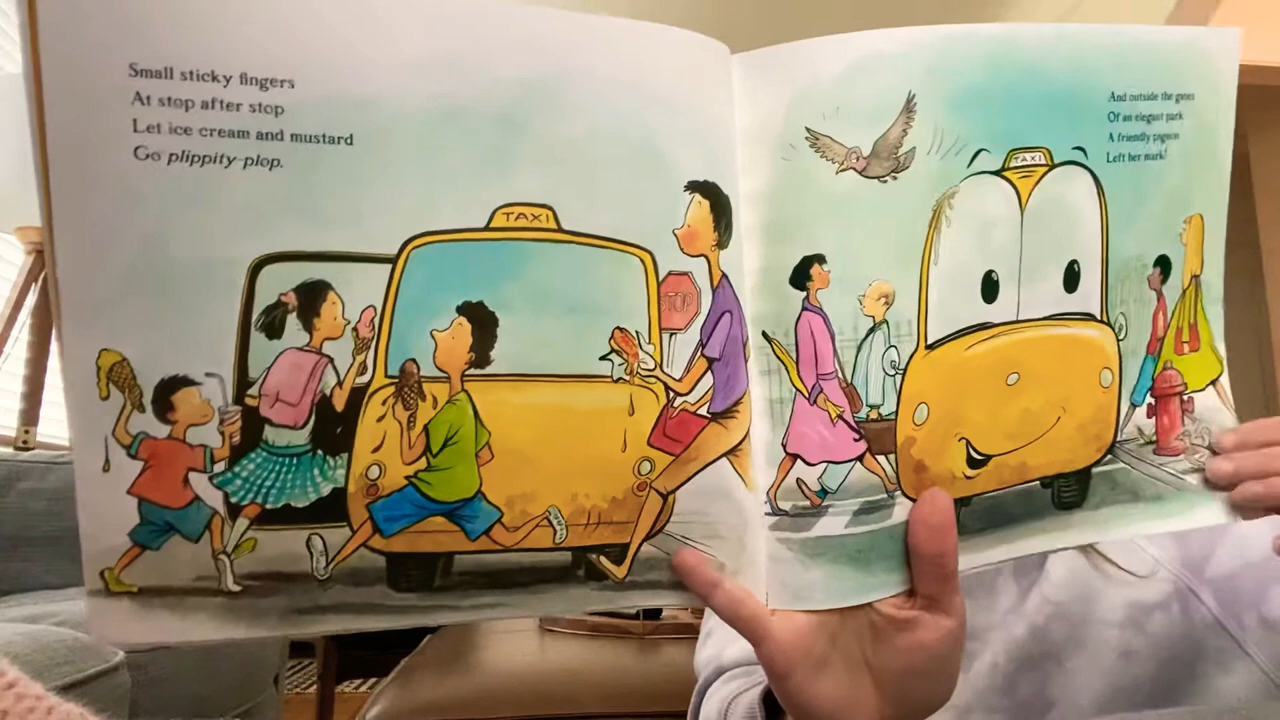 Small sticky fingers
At stop after stop
Let ice cream and mustard
Go plippity-plop.
TAXI
STOP
And outside the gates
Of an elegant park
A friendly pigeon
Left her mark!
TAXI